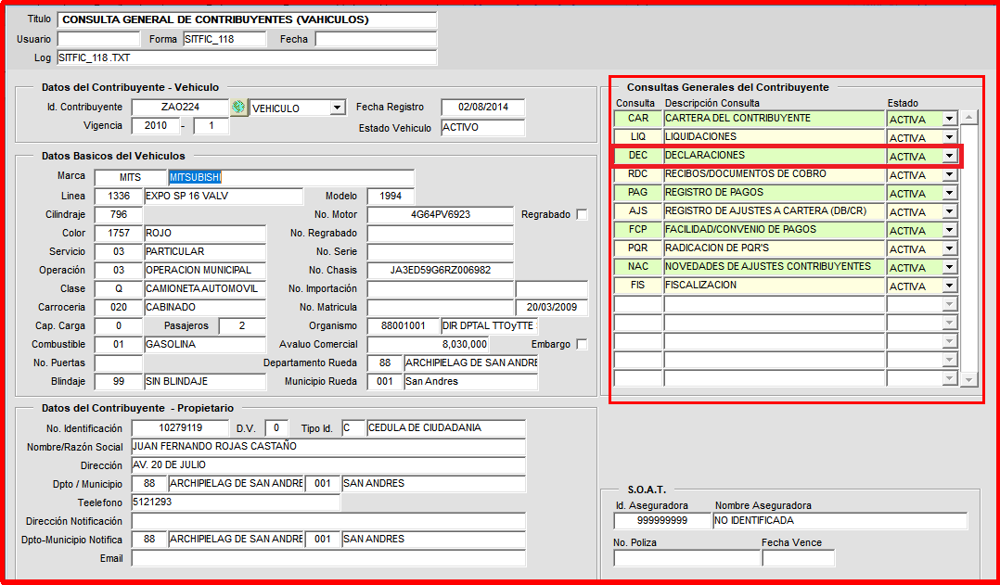 Titulo CONSULTA GENERAL DE CONTRIBUYENTES (VAHICULOS)
Usuario Forma SITFIC_118 Fecha
Log SITFIC_118.TXT
Datos del Contribuyente - Vehiculo
Id. Contribuyente ZAO224 VEHICULO Fecha Registro 02/08/2014
Vigencia 2010 - 1 Estado Vehiculo ACTIVO
Datos Basicos del Vehiculos
Marca MITS MITSUBISHI
Linea 1336 EXPO SP 16 VALV Modelo 1994
Cilindraje 796 No. Motor 4G64PV6923 Regrabado
Color 1757 ROJO No. Regrabado
Servicio 03 PARTICULAR No. Serie
Operación 03 OPERACION MUNICIPAL No. Chasis JA3ED59G6RZ006982
Clase Q CAMIONETA AUTOMOVIL No. Importación
Carroceria 020 CABINADO No. Matricula 20/03/2009
Cap. Carga 0 Pasajeros 2 Organismo 88001001 DIR DPTAL TTOyTTE
Combustible 01 GASOLINA Avaluo Comercial 8,030,000 Embargo
No. Puertas Departamento Rueda 88 ARCHIPIELAG DE SAN ANDRE
Blindaje 99 SIN BLINDAJE Municipio Rueda 001 San Andres
Datos del Contribuyente - Propietario
No. Identificación 10279119 D.V. 0 Tipo Id. C CEDULA DE CIUDADANIA
Nombre/Razón Social JUAN FERNANDO ROJAS CASTAÑO
Dirección AV. 20 DE JULIO
Dpto / Municipio 88 ARCHIPIELAG DE SAN ANDRE 001 SAN ANDRES
Teelefono 5121293
Dirección Notificación
Dpto-Municipio Notifica 88 ARCHIPIELAG DE SAN ANDRE 001 SAN ANDRES
Email
Consultas Generales del Contribuyente
Consulta Descripción Consulta Estado
CAR CARTERA DEL CONTRIBUYENTE ACTIVA
LIQ LIQUIDACIONES ACTIVA
DEC DECLARACIONES ACTIVA
RDC RECIBOS/DOCUMENTOS DE COBRO ACTIVA
PAG REGISTRO DE PAGOS ACTIVA
AJS REGISTRO DE AJUSTES A CARTERA (DB/CR) ACTIVA
FCP FACILIDAD/CONVENIO DE PAGOS ACTIVA
PQR RADICACION DE PQR'S ACTIVA
NAC NOVEDADES DE AJUSTES CONTRIBUYENTES ACTIVA
FIS FISCALIZACION ACTIVA
S.O.A.T.
Id. Aseguradora Nombre Aseguradora
999999999 NO IDENTIFICADA
No. Poliza Fecha Vence